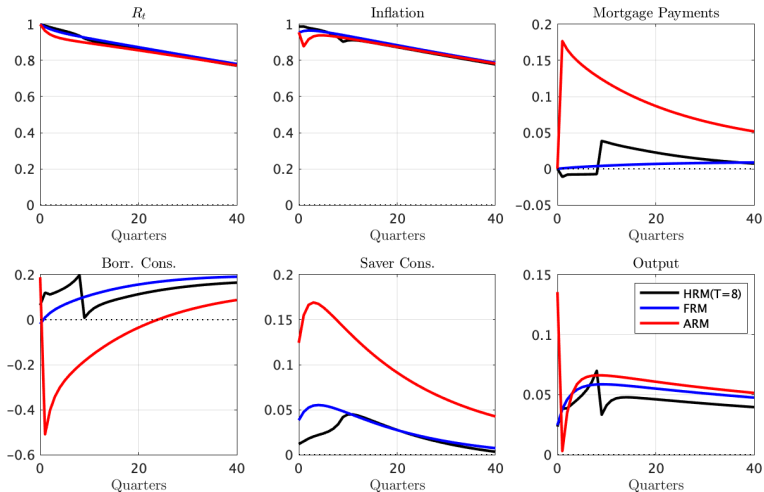 R_t Inflation Mortgage Payments
1 1 0.2
0.8 0.8 0.15
0.6 0.6 0.1
0.4 0.4 0.05
0.2 0.2 0
0 0 -0.05
0 20 40 0 20 40 0 20 40
Quarters Quarters Quarters
Borr. Cons. Saver Cons. Output
0.2 0.2 0.15
0 0.15 0.1
-0.2 0.1 0.05
-0.4 0.05 0
-0.6 0
HRM(T=8)
FRM
ARM
0 20 40 0 20 40 0 20 40
Quarters Quarters Quarters